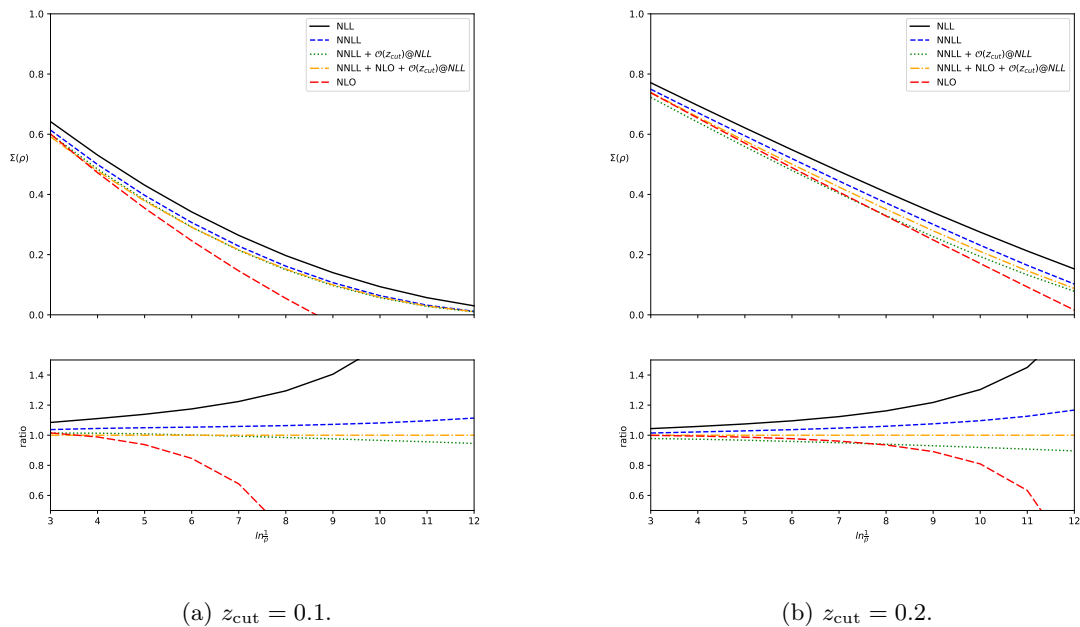 1.0
0.8
0.6
0.4
0.2
0.0
Σ(ρ)
NLL
NNLL
NNLL + 𝒪(z_cut)@NLL
NNLL + NLO + 𝒪(z_cut)@NLL
NLO
1.4
1.2
1.0
0.8
0.6
ratio
3 4 5 6 7 8 9 10 11 12
ln 1/ρ
(a) z_cut = 0.1.
1.0
0.8
0.6
0.4
0.2
0.0
Σ(ρ)
NLL
NNLL
NNLL + 𝒪(z_cut)@NLL
NNLL + NLO + 𝒪(z_cut)@NLL
NLO
1.4
1.2
1.0
0.8
0.6
ratio
3 4 5 6 7 8 9 10 11 12
ln 1/ρ
(b) z_cut = 0.2.